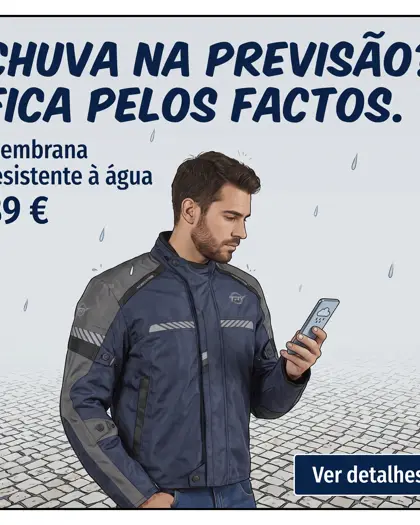 CHUVA NA PREVISÃO?
FICA PELOS FACTOS.
embrana
esistente à água
9 €
Ver detalhes